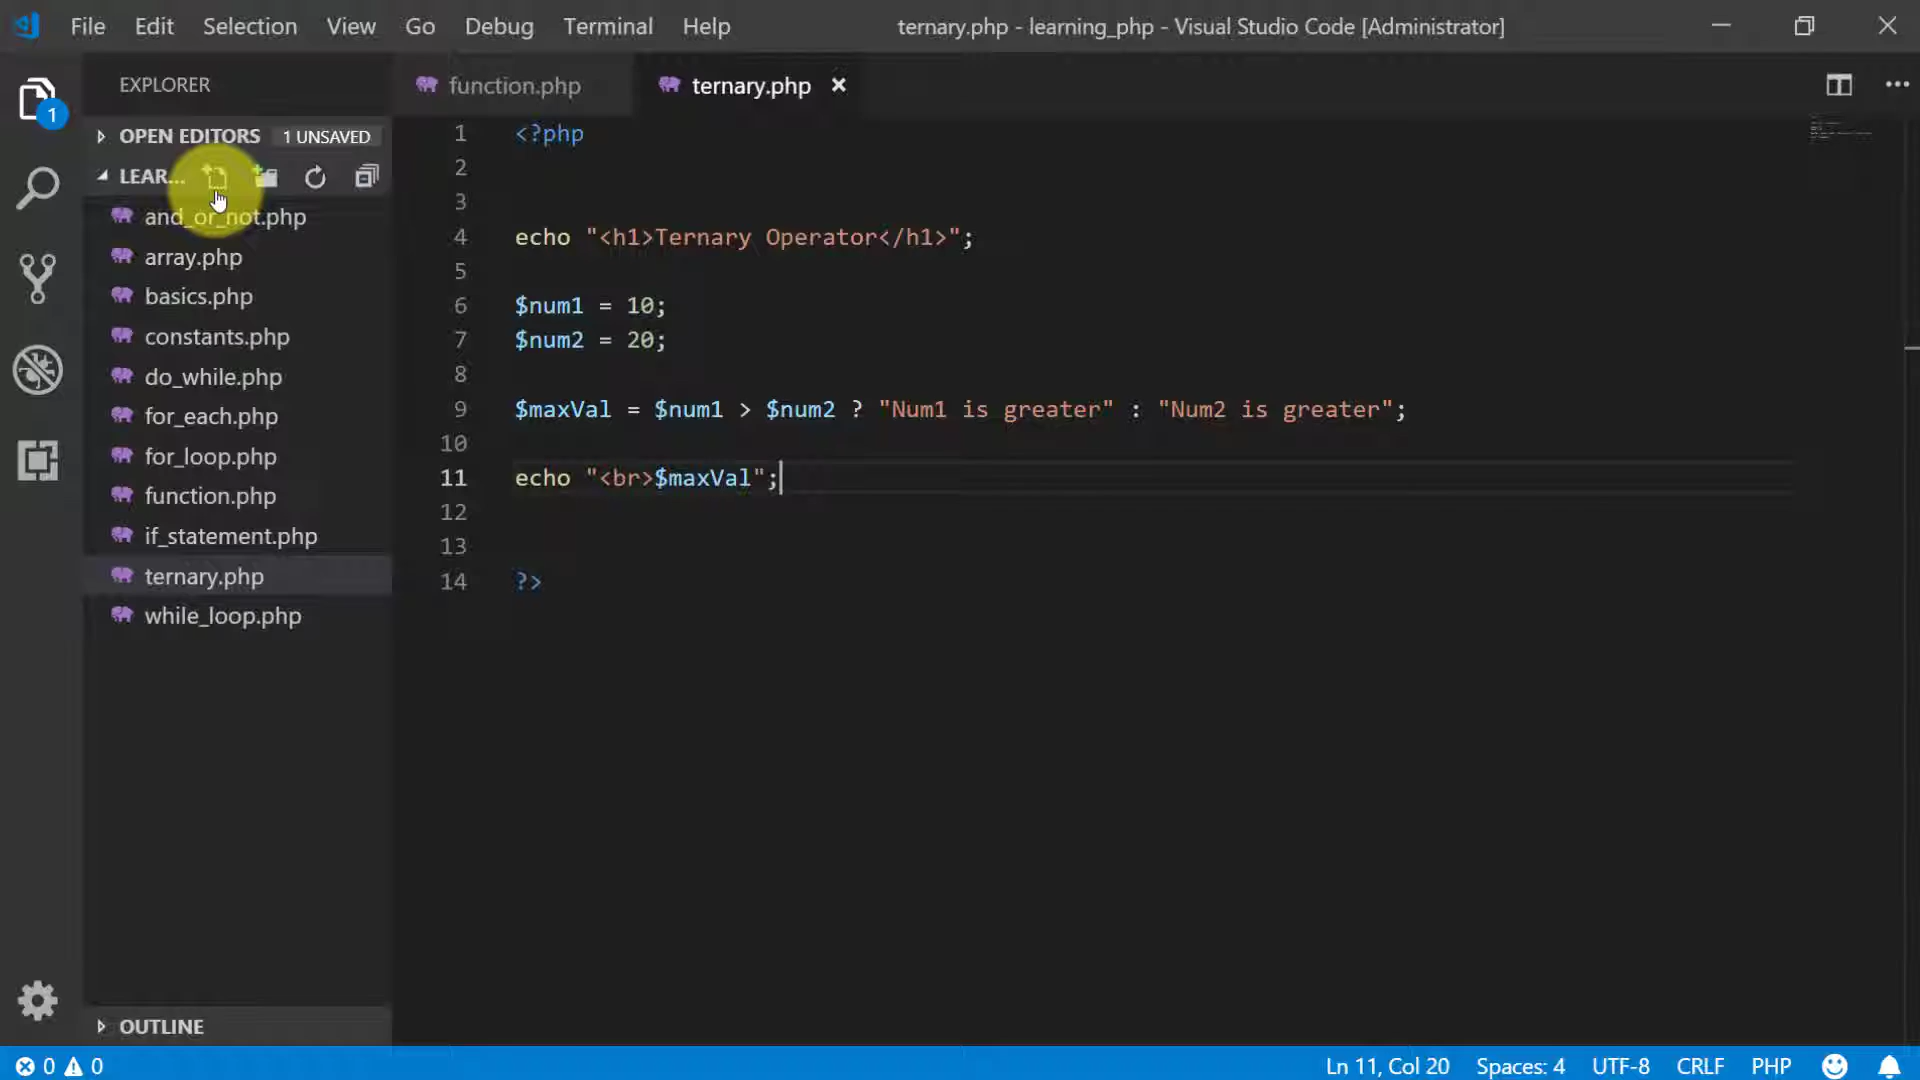 File Edit Selection View Go Debug Terminal Help ternary.php - learning_php - Visual Studio Code [Administrator]
1
EXPLORER
OPEN EDITORS 1 UNSAVED
LEAR...
and_or_not.php
array.php
basics.php
constants.php
do_while.php
for_each.php
for_loop.php
function.php
if_statement.php
ternary.php
while_loop.php
OUTLINE
function.php ternary.php
1 <?php
2
3
4 echo "<h1>Ternary Operator</h1>";
5
6 $num1 = 10;
7 $num2 = 20;
8
9 $maxVal = $num1 > $num2 ? "Num1 is greater" : "Num2 is greater";
10
11 echo "<br>$maxVal";
12
13
14 ?>
0 0 Ln 11, Col 20 Spaces: 4 UTF-8 CRLF PHP